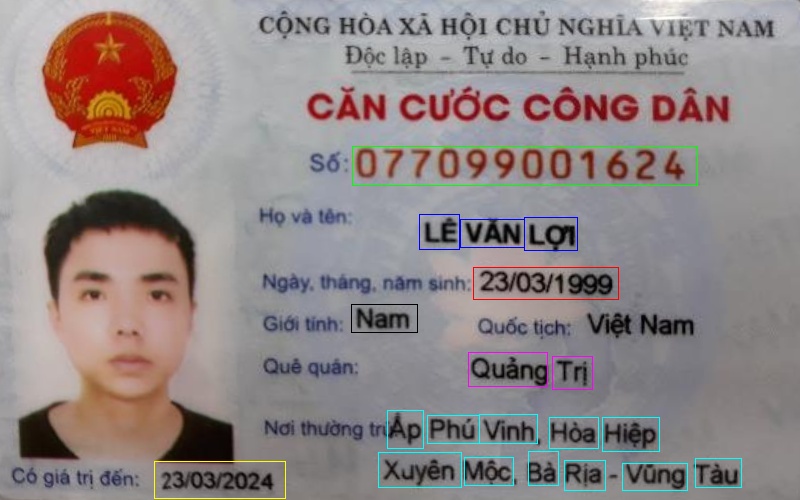 CỘNG HÒA XÃ HỘI CHỦ NGHĨA VIỆT NAM
Độc lập - Tự do - Hạnh phúc
CĂN CƯỚC CÔNG DÂN
Số: 077099001624
Họ và tên: LÊ VĂN LỢI
Ngày, tháng, năm sinh: 23/03/1999
Giới tính: Nam Quốc tịch: Việt Nam
Quê quán: Quảng Trị
Nơi thường trú: Ấp Phú Vinh, Hòa Hiệp
Xuyên Mộc, Bà Rịa - Vũng Tàu
Có giá trị đến: 23/03/2024